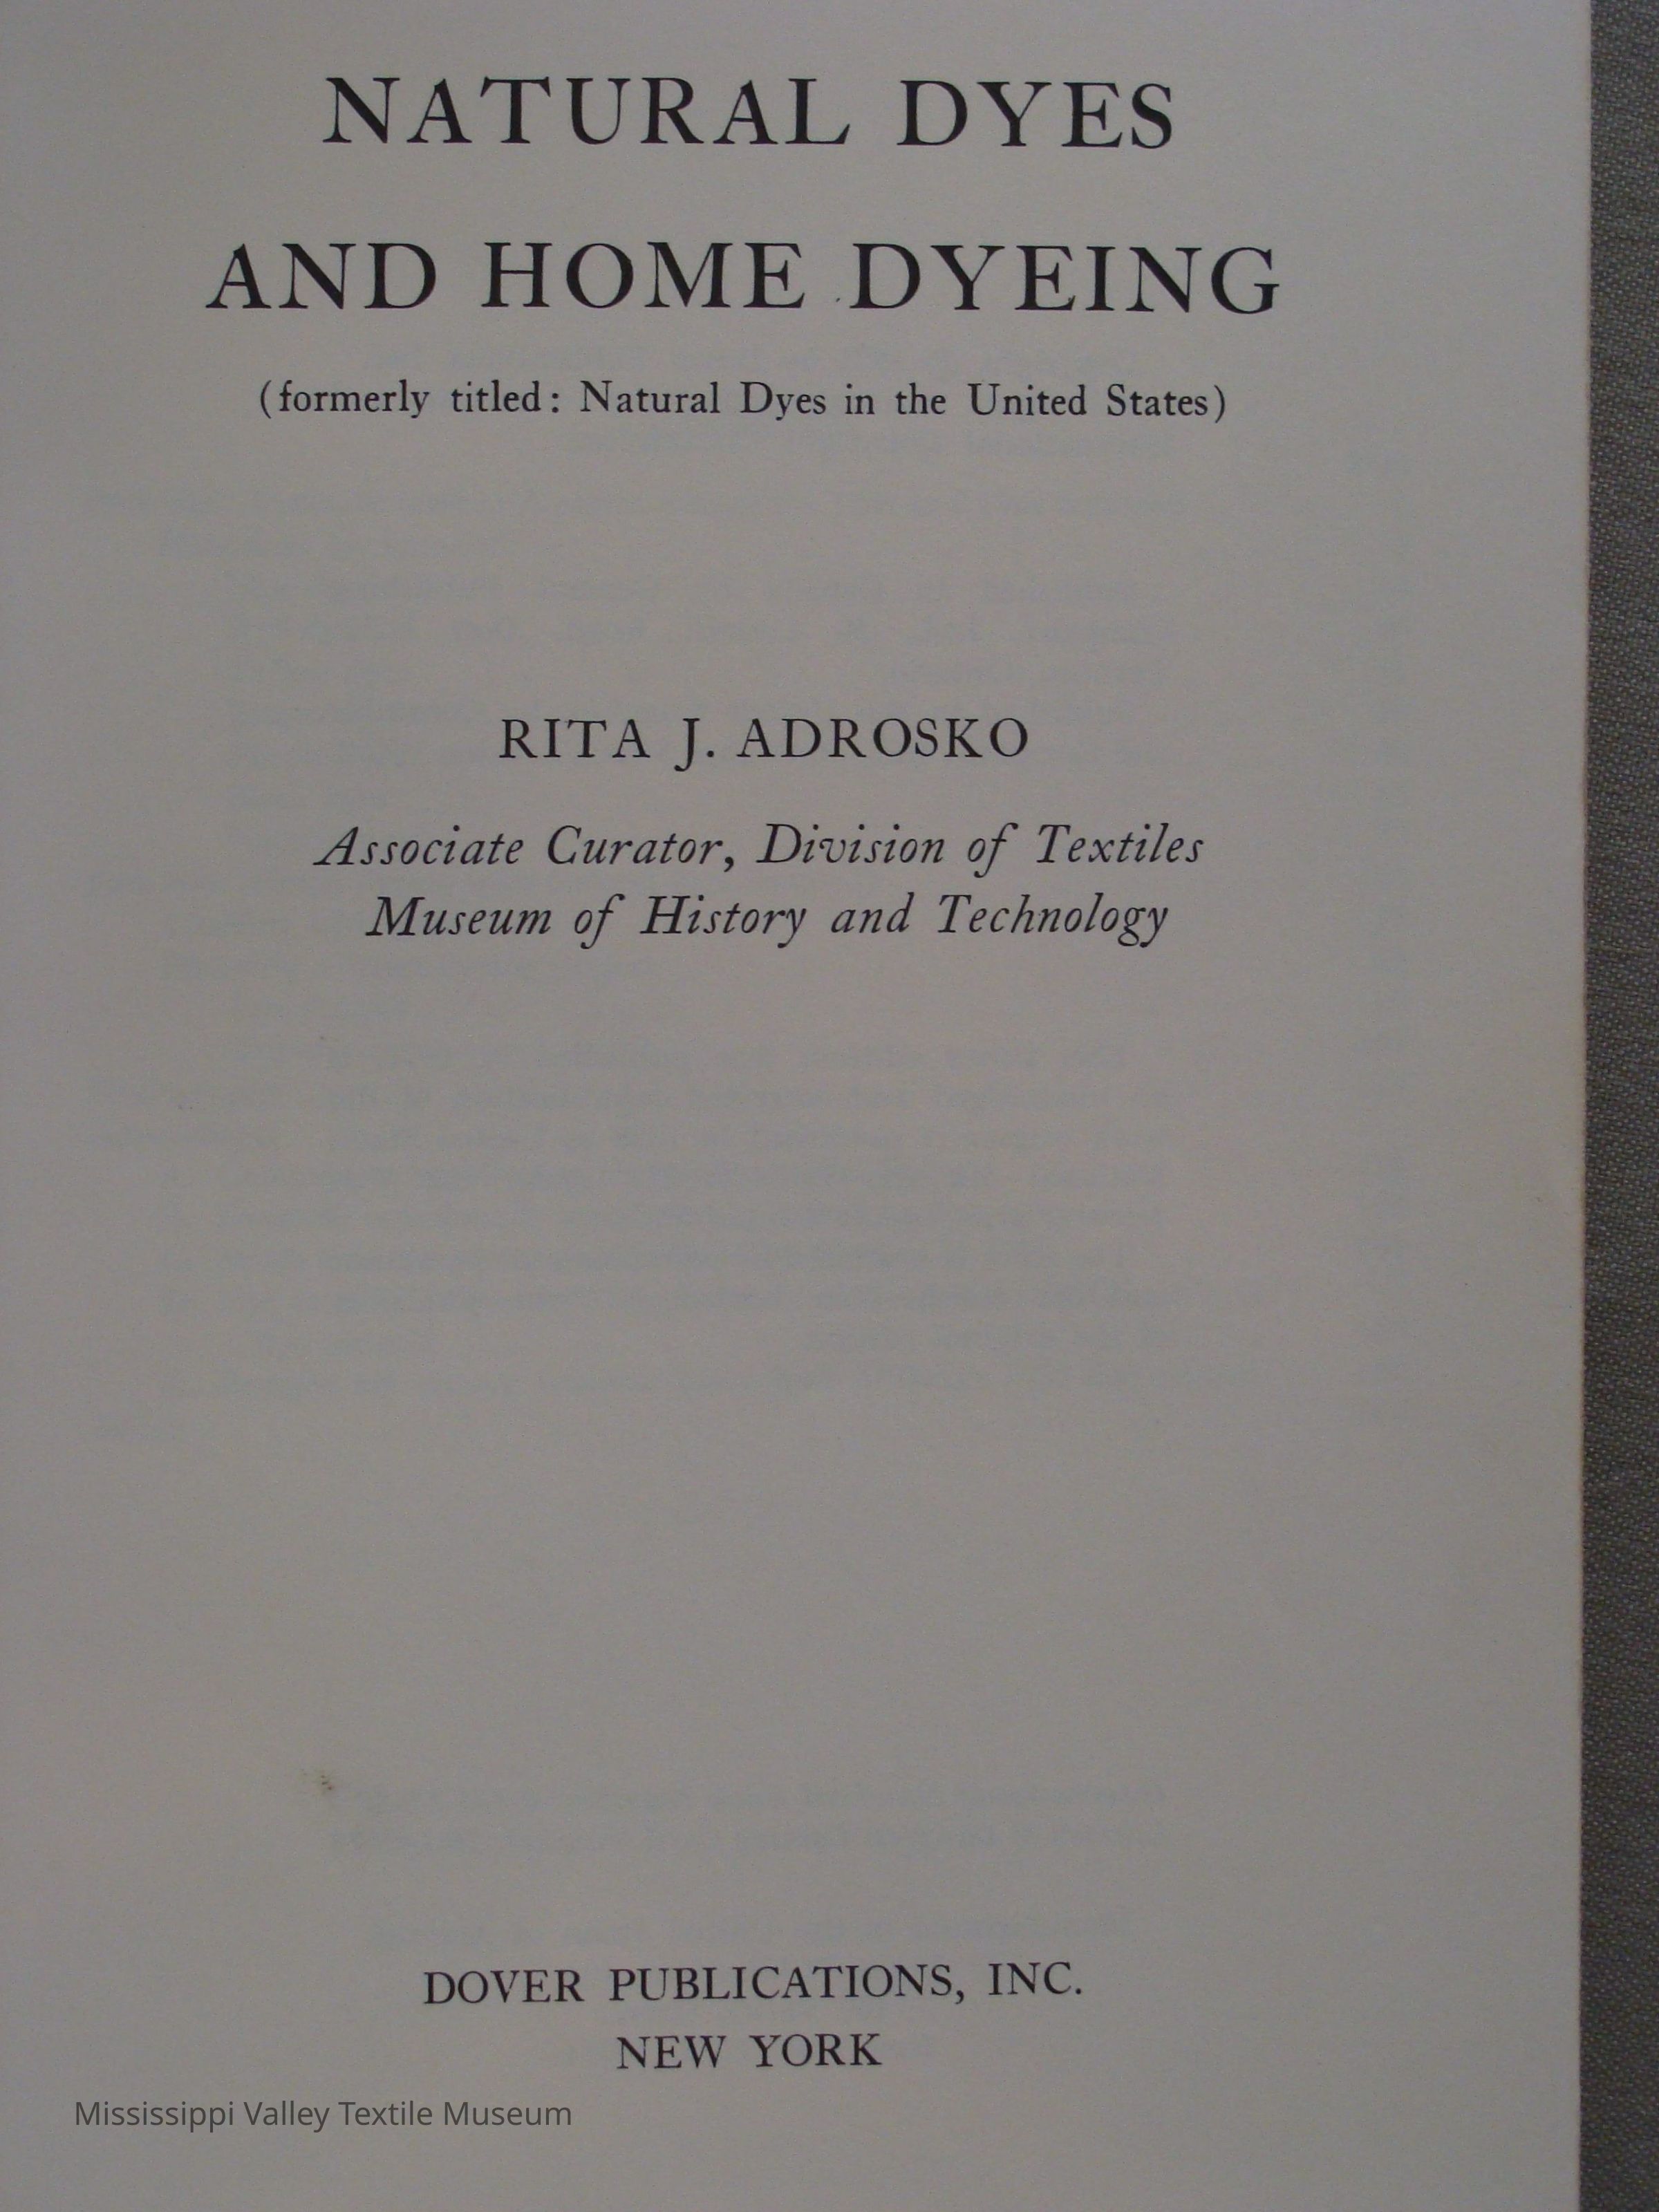 NATURAL DYES
AND HOME DYEING
(formerly titled: Natural Dyes in the United States)
RITA J. ADROSKO
Associate Curator, Division of Textiles
Museum of History and Technology
DOVER PUBLICATIONS, INC.
NEW YORK
Mississippi Valley Textile Museum